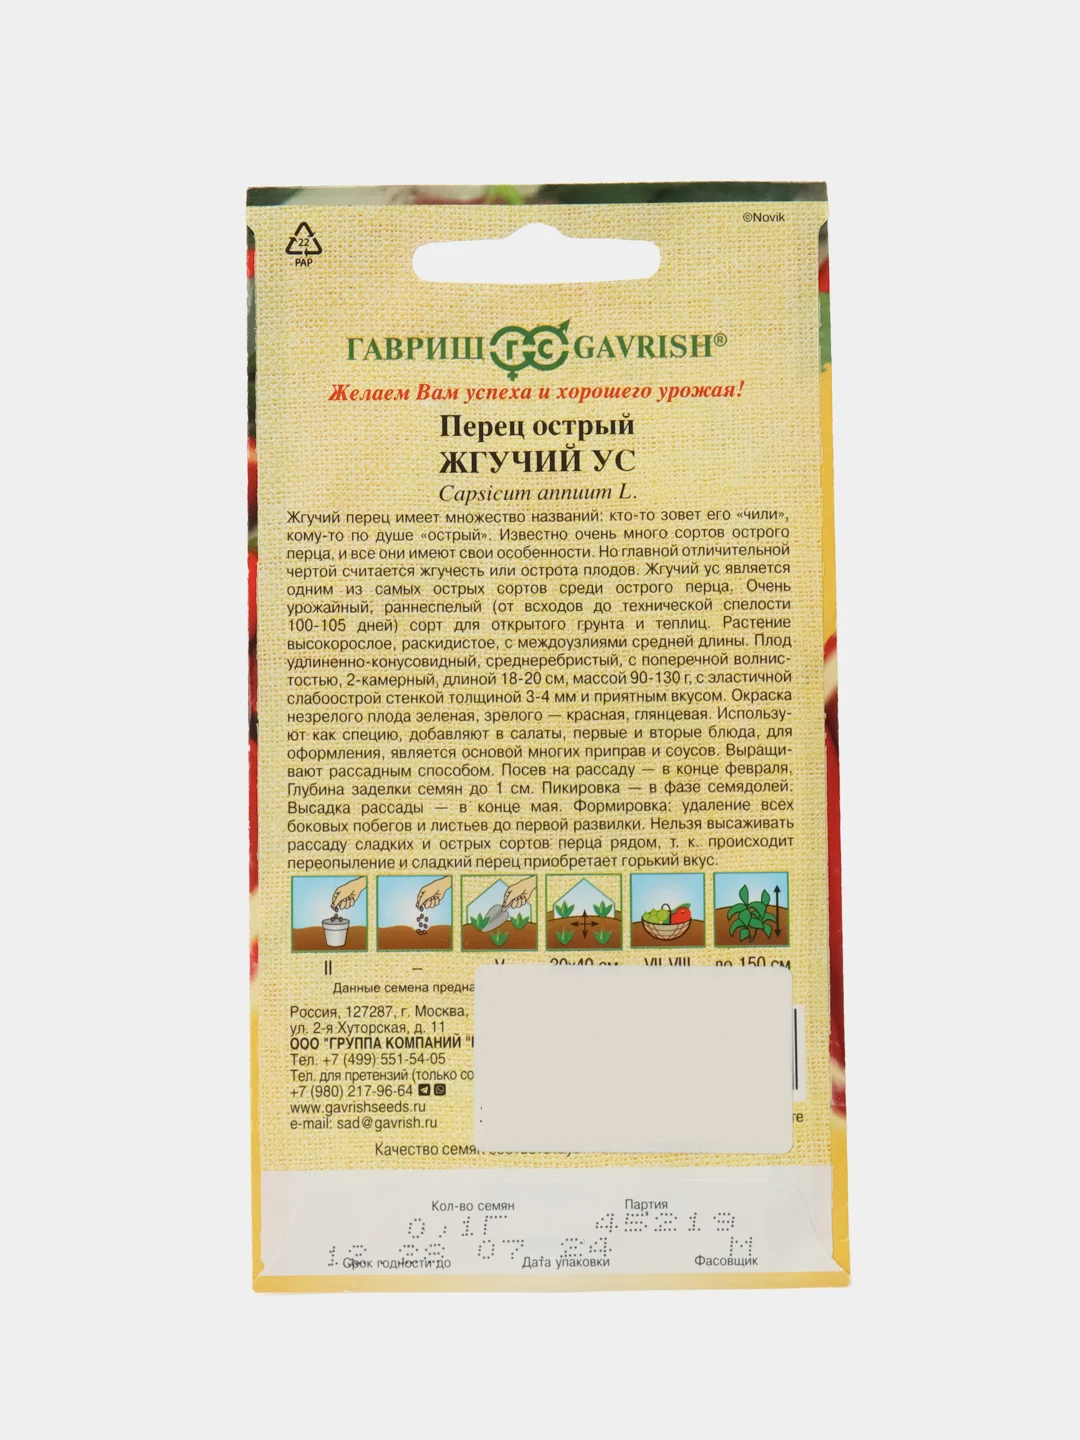 ©Novik
22
PAP
ГАВРИШ ГС GAVRISH®
Желаем Вам успеха и хорошего урожая!
Перец острый
ЖГУЧИЙ УС
Capsicum annuum L.
Жгучий перец имеет множество названий: кто-то зовет его «чили»,
кому-то по душе «острый». Известно очень много сортов острого
перца, и все они имеют свои особенности. Но главной отличительной
чертой считается жгучесть или острота плодов. Жгучий ус является
одним из самых острых сортов среди острого перца. Очень
урожайный, раннеспелый (от всходов до технической спелости
100-105 дней) сорт для открытого грунта и теплиц. Растение
высокорослое, раскидистое, с междоузлиями средней длины. Плод
удлиненно-конусовидный, среднеребристый, с поперечной волнис-
тостью, 2-камерный, длиной 18-20 см, массой 90-130 г, с эластичной
слабоострой стенкой толщиной 3-4 мм и приятным вкусом. Окраска
незрелого плода зеленая, зрелого — красная, глянцевая. Использу-
ют как специю, добавляют в салаты, первые и вторые блюда, для
оформления, является основой многих приправ и соусов. Выращи-
вают рассадным способом. Посев на рассаду — в конце февраля.
Глубина заделки семян до 1 см. Пикировка — в фазе семядолей.
Высадка рассады — в конце мая. Формировка: удаление всех
боковых побегов и листьев до первой развилки. Нельзя высаживать
рассаду сладких и острых сортов перца рядом, т. к. происходит
переопыление и сладкий перец приобретает горький вкус.
II – V 30х40 см VII-VIII до 150 см
Данные семена
Россия, 127287, г. Москва,
ул. 2-я Хуторская, д. 11
ООО "ГРУППА КОМПАНИЙ
Тел. +7 (499) 551-54-05
Тел. для претензий (только
+7 (980) 217-96-64
www.gavrishseeds.ru
e-mail: sad@gavrish.ru
Качество
Кол-во семян Партия
0,1Г 4E219
12.28 07 24 М
Срок годности до Дата упаковки Фасовщик